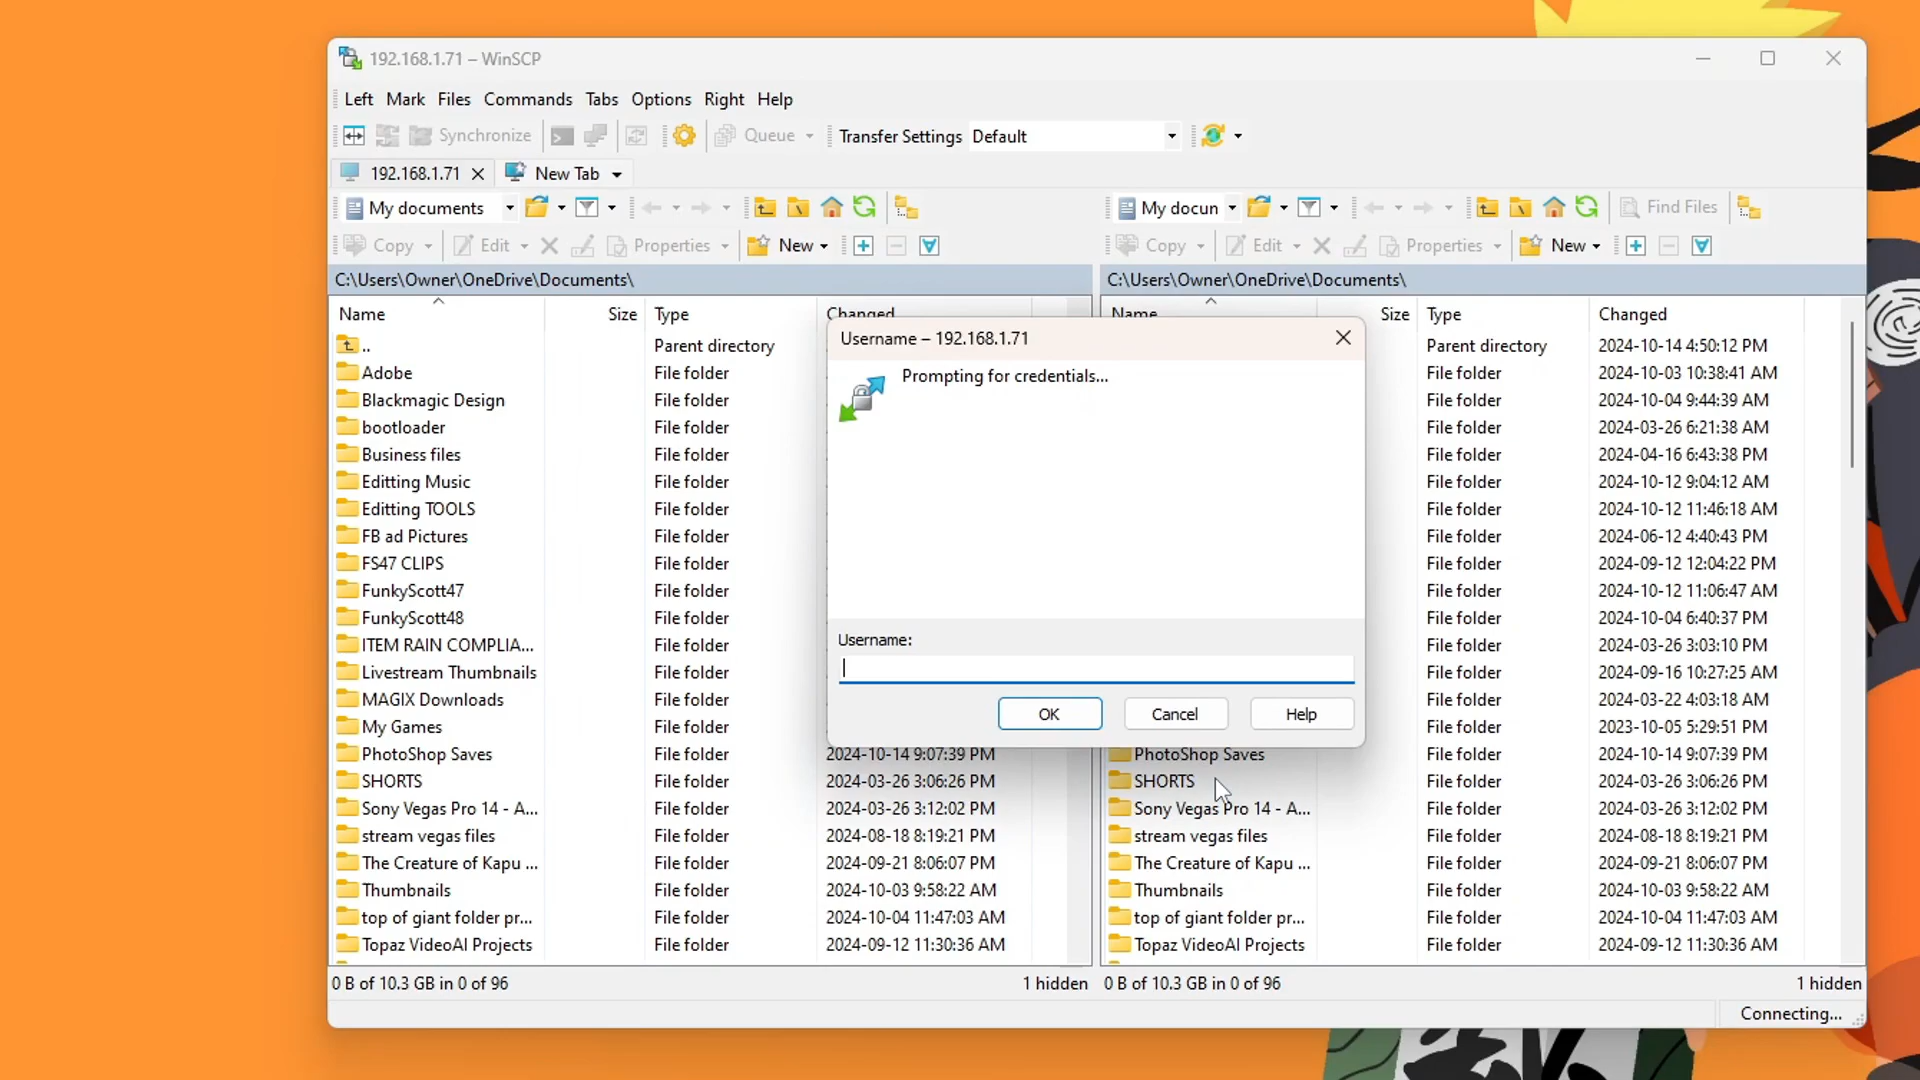 192.168.1.71 – WinSCP
Left Mark Files Commands Tabs Options Right Help
Synchronize Queue Transfer Settings Default
192.168.1.71 New Tab
My documents My docun Find Files
Copy Edit Properties New Copy Edit Properties New
C:\Users\Owner\OneDrive\Documents\ C:\Users\Owner\OneDrive\Documents\
Name Size Type Changed Name Size Type Changed
.. Parent directory Parent directory 2024-10-14 4:50:12 PM
Adobe File folder File folder 2024-10-03 10:38:41 AM
Blackmagic Design File folder File folder 2024-10-04 9:44:39 AM
bootloader File folder File folder 2024-03-26 6:21:38 AM
Business files File folder File folder 2024-04-16 6:43:38 PM
Editting Music File folder File folder 2024-10-12 9:04:12 AM
Editting TOOLS File folder File folder 2024-10-12 11:46:18 AM
FB ad Pictures File folder File folder 2024-06-12 4:40:43 PM
FS47 CLIPS File folder File folder 2024-09-12 12:04:22 PM
FunkyScott47 File folder File folder 2024-10-12 11:06:47 AM
FunkyScott48 File folder File folder 2024-10-04 6:40:37 PM
ITEM RAIN COMPLIA... File folder File folder 2024-03-26 3:03:10 PM
Livestream Thumbnails File folder File folder 2024-09-16 10:27:25 AM
MAGIX Downloads File folder File folder 2024-03-22 4:03:18 AM
My Games File folder File folder 2023-10-05 5:29:51 PM
PhotoShop Saves File folder 2024-10-14 9:07:39 PM PhotoShop Saves File folder 2024-10-14 9:07:39 PM
SHORTS File folder 2024-03-26 3:06:26 PM SHORTS File folder 2024-03-26 3:06:26 PM
Sony Vegas Pro 14 - A... File folder 2024-03-26 3:12:02 PM Sony Vegas Pro 14 - A... File folder 2024-03-26 3:12:02 PM
stream vegas files File folder 2024-08-18 8:19:21 PM stream vegas files File folder 2024-08-18 8:19:21 PM
The Creature of Kapu ... File folder 2024-09-21 8:06:07 PM The Creature of Kapu ... File folder 2024-09-21 8:06:07 PM
Thumbnails File folder 2024-10-03 9:58:22 AM Thumbnails File folder 2024-10-03 9:58:22 AM
top of giant folder pr... File folder 2024-10-04 11:47:03 AM top of giant folder pr... File folder 2024-10-04 11:47:03 AM
Topaz VideoAI Projects File folder 2024-09-12 11:30:36 AM Topaz VideoAI Projects File folder 2024-09-12 11:30:36 AM
0 B of 10.3 GB in 0 of 96 1 hidden 0 B of 10.3 GB in 0 of 96 1 hidden
Connecting...
Username – 192.168.1.71
Prompting for credentials...
Username:
OK Cancel Help